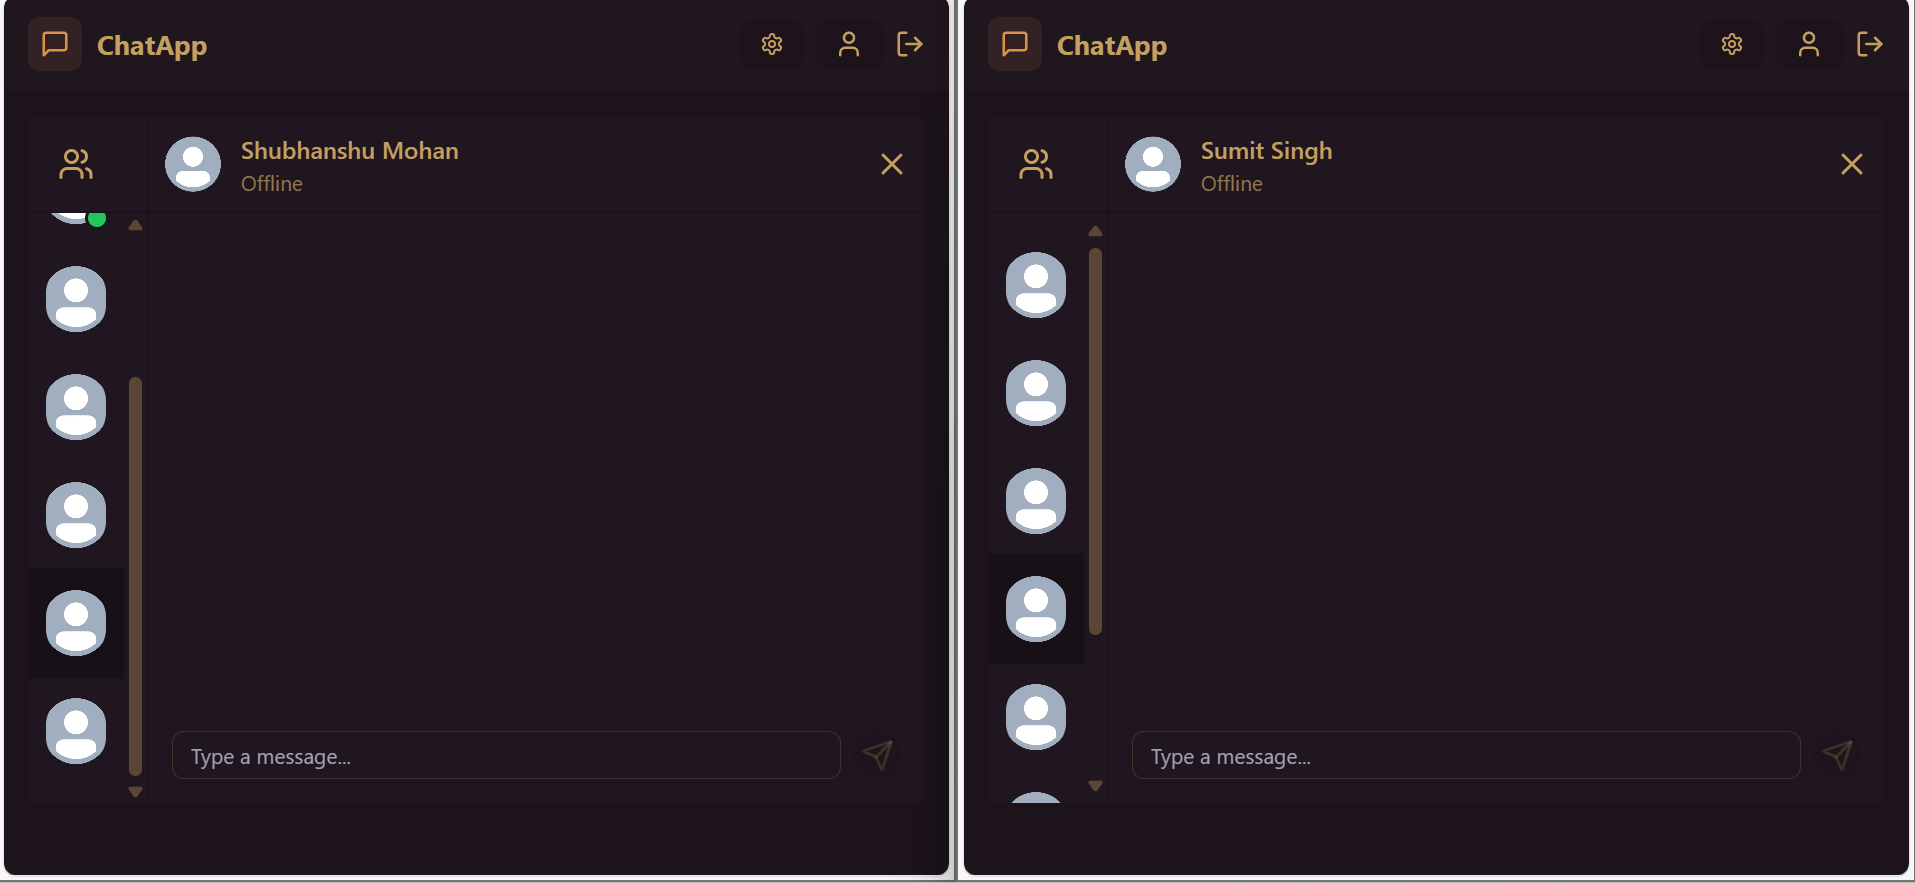 ChatApp
Shubhanshu Mohan
Offline
Type a message...
ChatApp
Sumit Singh
Offline
Type a message...